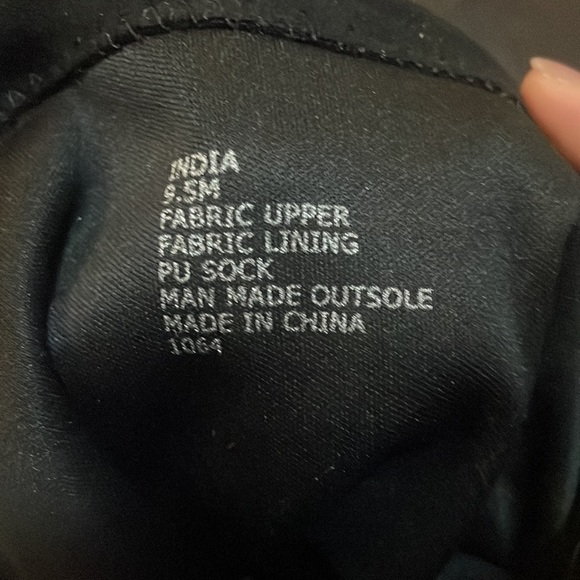 INDIA
9.5M
FABRIC UPPER
FABRIC LINING
PU SOCK
MAN MADE OUTSOLE
MADE IN CHINA
1064